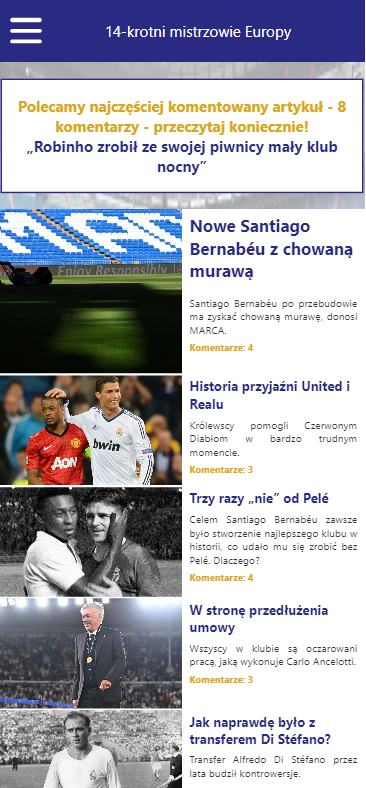 14-krotni mistrzowie Europy
Polecamy najczęściej komentowany artykuł - 8
komentarzy - przeczytaj koniecznie!
„Robinho zrobił ze swojej piwnicy mały klub
nocny”
Enjoy Responsibly
Nowe Santiago
Bernabéu z chowaną
murawą
Santiago Bernabéu po przebudowie
ma zyskać chowaną murawę, donosi
MARCA.
Komentarze: 4
AON
bwin
Historia przyjaźni United i
Realu
Królewscy pomogli Czerwonym
Diabłom w bardzo trudnym
momencie.
Komentarze: 3
Trzy razy „nie” od Pelé
Celem Santiago Bernabéu zawsze
było stworzenie najlepszego klubu w
historii, co udało mu się zrobić bez
Pelé. Dlaczego?
Komentarze: 4
W stronę przedłużenia
umowy
Wszyscy w klubie są oczarowani
pracą, jaką wykonuje Carlo Ancelotti.
Komentarze: 3
Jak naprawdę było z
transferem Di Stéfano?
Transfer Alfredo Di Stéfano przez
lata budził kontrowersje.